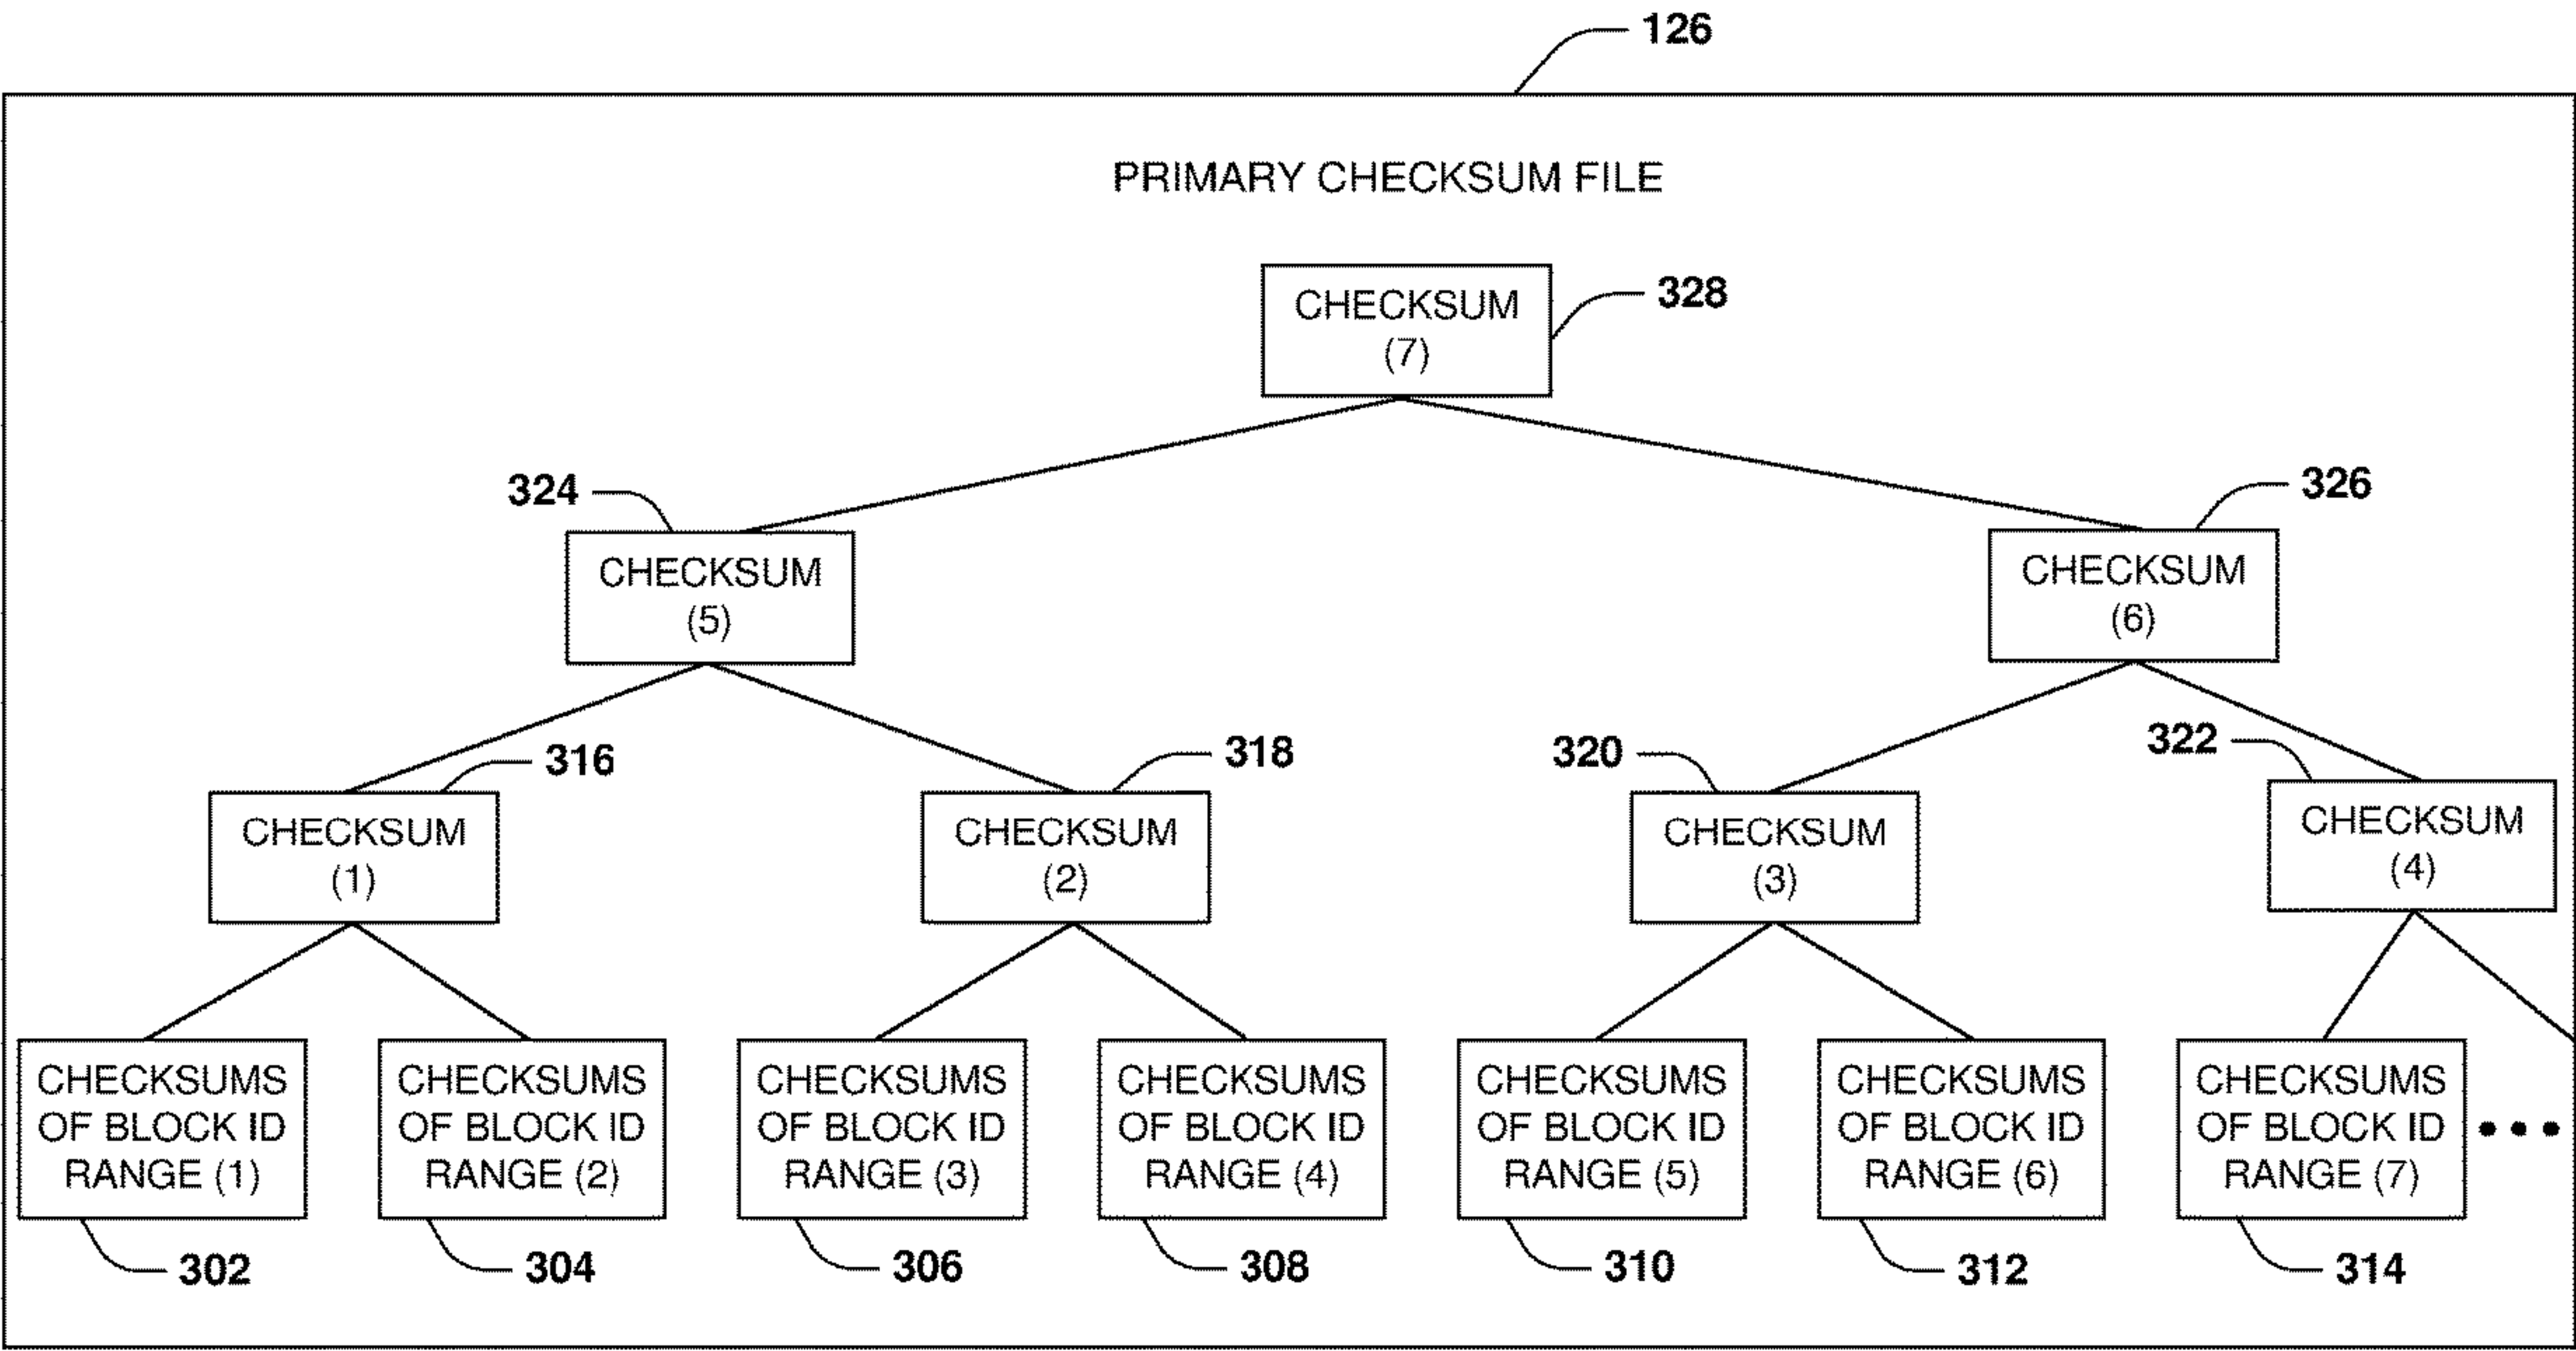 126
PRIMARY CHECKSUM FILE
CHECKSUM
(7)
328
324
CHECKSUM
(5)
326
CHECKSUM
(6)
316
CHECKSUM
(1)
318
CHECKSUM
(2)
320
CHECKSUM
(3)
322
CHECKSUM
(4)
CHECKSUMS
OF BLOCK ID
RANGE (1)
CHECKSUMS
OF BLOCK ID
RANGE (2)
CHECKSUMS
OF BLOCK ID
RANGE (3)
CHECKSUMS
OF BLOCK ID
RANGE (4)
CHECKSUMS
OF BLOCK ID
RANGE (5)
CHECKSUMS
OF BLOCK ID
RANGE (6)
CHECKSUMS
OF BLOCK ID
RANGE (7)
•••
302
304
306
308
310
312
314